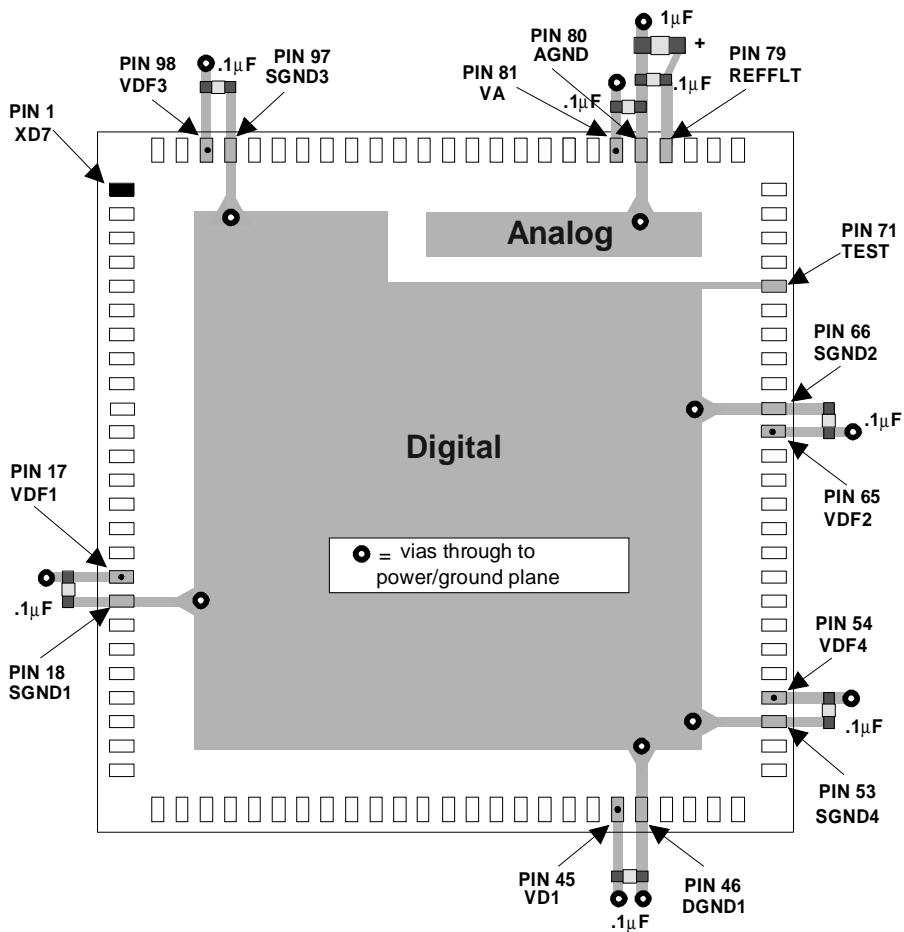 PIN 98
VDF3
.1µF
PIN 97
SGND3
PIN 80
AGND
1µF
+
PIN 79
REFFLT
PIN 81
VA
.1µF
.1µF
PIN 1
XD7
Analog
PIN 71
TEST
PIN 66
SGND2
.1µF
Digital
PIN 65
VDF2
PIN 17
VDF1
= vias through to
power/ground plane
.1µF
PIN 18
SGND1
PIN 54
VDF4
.1µF
PIN 53
SGND4
PIN 45
VD1
PIN 46
DGND1
.1µF